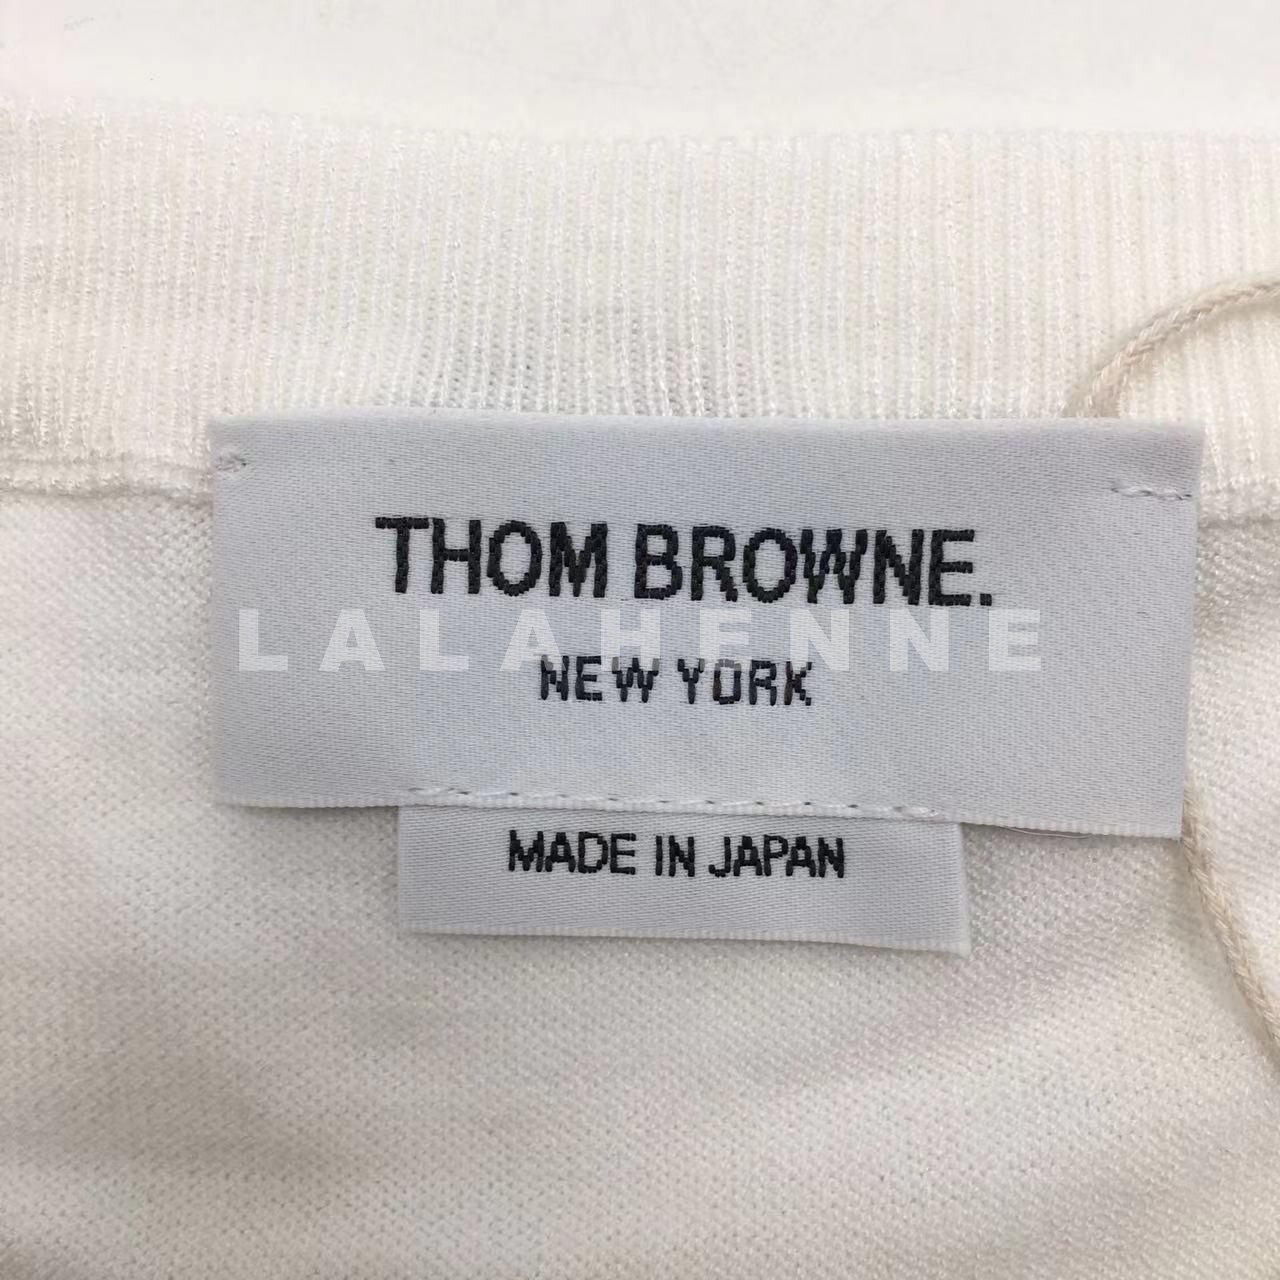 THOM BROWNE.
LALAHENNE
NEW YORK
MADE IN JAPAN